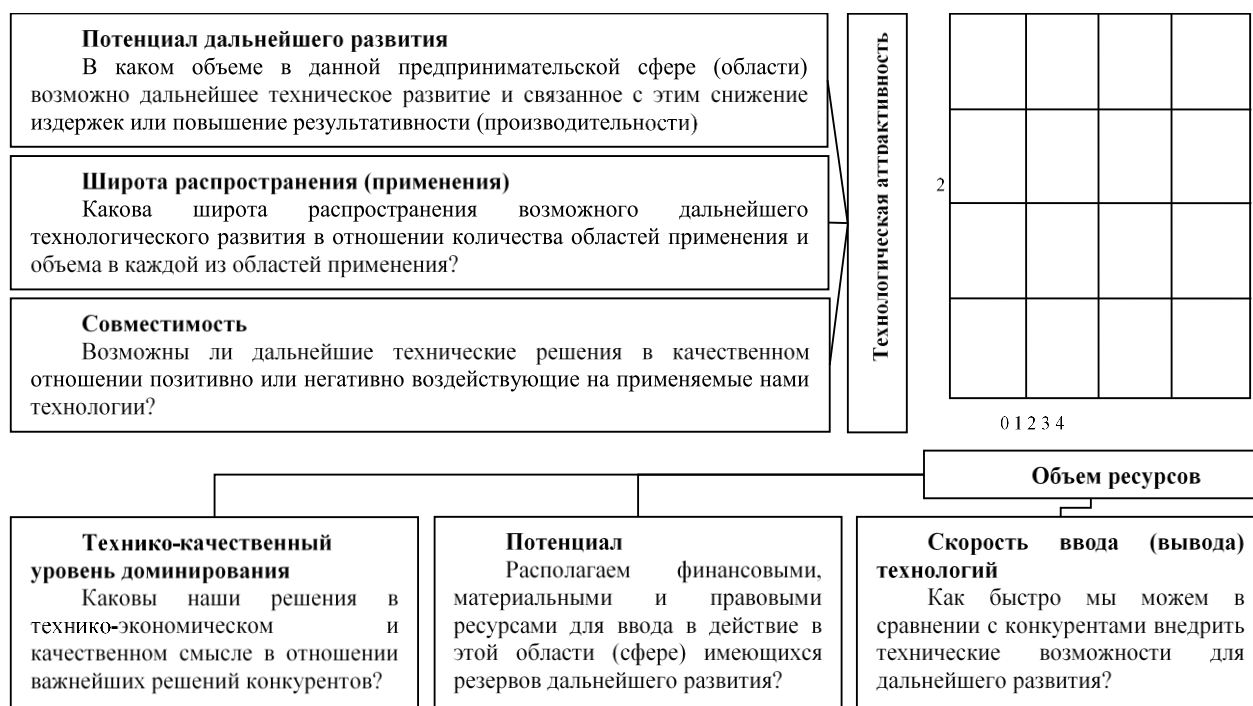 Потенциал дальнейшего развития
В каком объеме в данной предпринимательской сфере (области)
возможно дальнейшее техническое развитие и связанное с этим снижение
издержек или повышение результативности (производительности)
Широта распространения (применения)
Какова широта распространения возможного дальнейшего
технологического развития в отношении количества областей применения и
объема в каждой из областей применения?
Совместимость
Возможны ли дальнейшие технические решения в качественном
отношении позитивно или негативно воздействующие на применяемые нами
технологии?
Технологическая аттрактивность
2
0 1 2 3 4
Объем ресурсов
Технико-качественный
уровень доминирования
Каковы наши решения в
технико-экономическом и
качественном смысле в отношении
важнейших решений конкурентов?
Потенциал
Располагаем финансовыми,
материальными и правовыми
ресурсами для ввода в действие в
этой области (сфере) имеющихся
резервов дальнейшего развития?
Скорость ввода (вывода)
технологий
Как быстро мы можем в
сравнении с конкурентами внедрить
технические возможности для
дальнейшего развития?